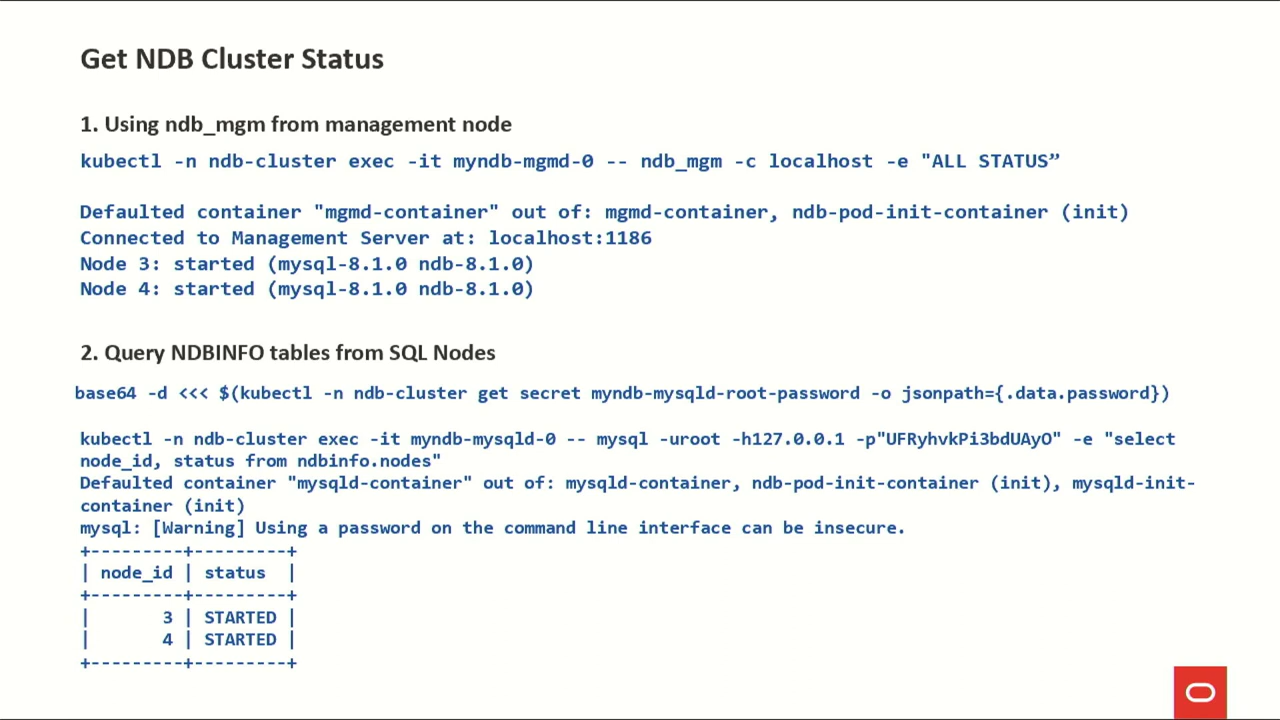 Get NDB Cluster Status
1. Using ndb_mgm from management node
kubectl -n ndb-cluster exec -it myndb-mgmd-0 -- ndb_mgm -c localhost -e "ALL STATUS”
Defaulted container "mgmd-container" out of: mgmd-container, ndb-pod-init-container (init)
Connected to Management Server at: localhost:1186
Node 3: started (mysql-8.1.0 ndb-8.1.0)
Node 4: started (mysql-8.1.0 ndb-8.1.0)
2. Query NDBINFO tables from SQL Nodes
base64 -d <<< $(kubectl -n ndb-cluster get secret myndb-mysqld-root-password -o jsonpath={.data.password})
kubectl -n ndb-cluster exec -it myndb-mysqld-0 -- mysql -uroot -h127.0.0.1 -p"UFRyhvkPi3bdUAyO" -e "select
node_id, status from ndbinfo.nodes"
Defaulted container "mysqld-container" out of: mysqld-container, ndb-pod-init-container (init), mysqld-init-
container (init)
mysql: [Warning] Using a password on the command line interface can be insecure.
+---------+---------+
| node_id | status  |
+---------+---------+
|       3 | STARTED |
|       4 | STARTED |
+---------+---------+